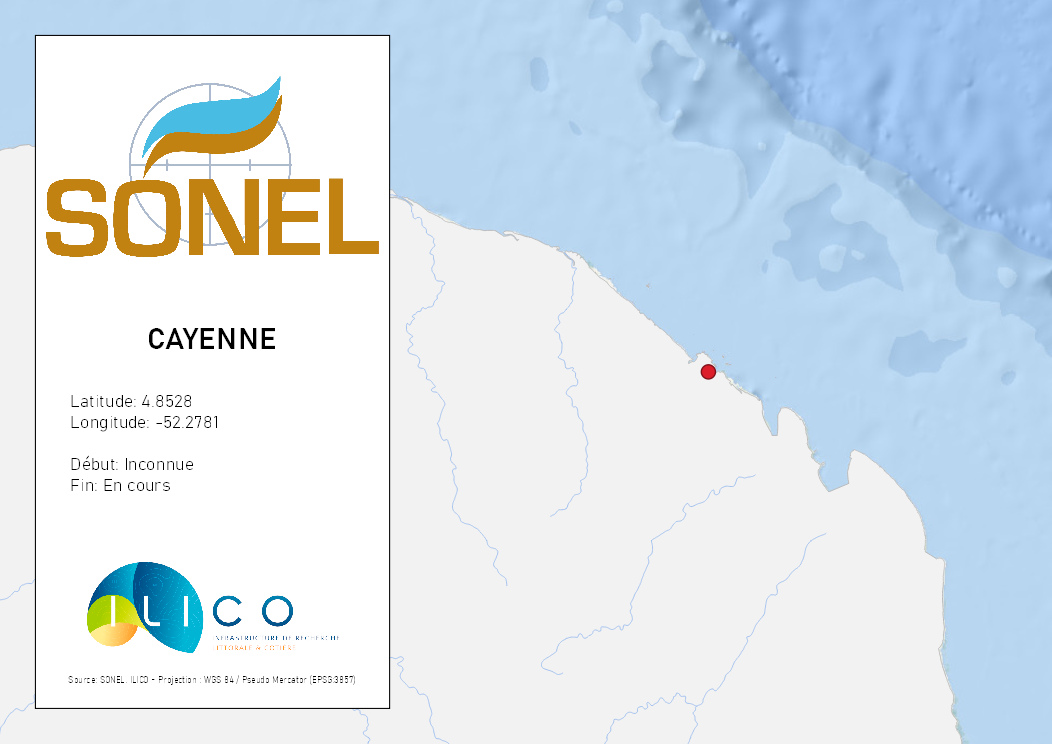 SONEL
CAYENNE
Latitude: 4.8528
Longitude: -52.2781
Début: Inconnue
Fin: En cours
ILICO
INFRASTRUCTURE DE RECHERCHE
LITTORALE & CÔTIÈRE
Source: SONEL, ILICO - Projection : WGS 84 / Pseudo Mercator (EPSG:3857)